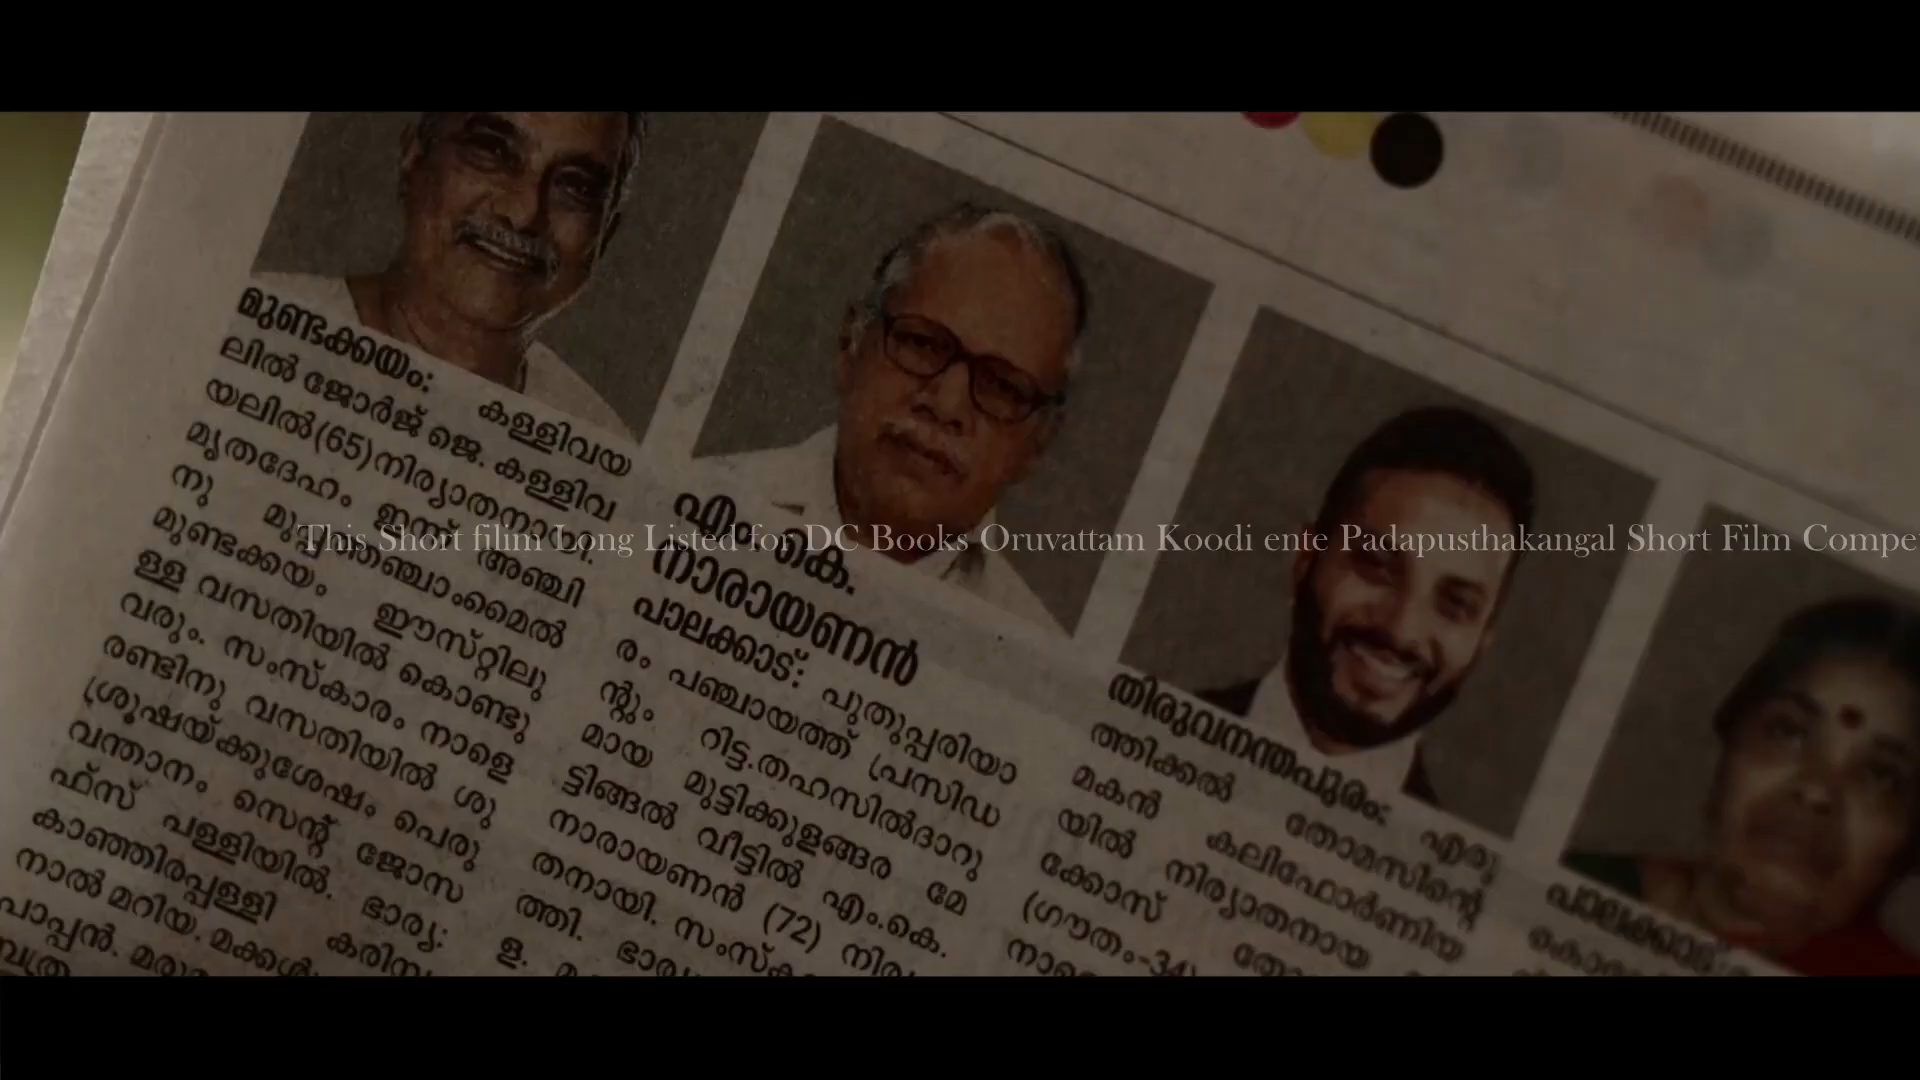 This Short filim Long Listed for DC Books Oruvattam Koodi ente Padapusthakangal Short Film Compe
മുണ്ടക്കയം: കള്ളിവയ
ലിൽ ജോർജ് ജെ. കള്ളിവ
യലിൽ(65)നിര്യാതനായി.
മൃതദേഹം ഇന്ന് അഞ്ചി
നു മുപ്പത്തഞ്ചാംമൈൽ
മുണ്ടക്കയം ഈസ്റ്റിലു
ള്ള വസതിയിൽ കൊണ്ടു
വരും. സംസ്കാരം നാളെ
രണ്ടിനു വസതിയിൽ ശു
ശ്രൂഷയ്ക്കുശേഷം പെരു
വന്താനം സെന്റ് ജോസ
ഫ്സ് പള്ളിയിൽ. ഭാര്യ:
കാഞ്ഞിരപ്പള്ളി
നാൽ മറിയ. മക്കൾ:
പാപ്പൻ.
എം.കെ.
നാരായണൻ
പാലക്കാട്: പുതുപ്പരിയാ
രം പഞ്ചായത്ത് പ്രസിഡ
ന്റും റിട്ട.തഹസിൽദാറു
മായ മുട്ടിക്കുളങ്ങര മേ
ട്ടിങ്ങൽ വീട്ടിൽ എം.കെ.
നാരായണൻ (72) നിര്യാ
തനായി.
ത്തി.
തിരുവനന്തപുരം: എരു
ത്തിക്കൽ തോമസിന്റെ
മകൻ കലിഫോർണിയ
യിൽ നിര്യാതനായ
ക്കോസ്
(ഗൗതം-34)
പാലക്കാട്: